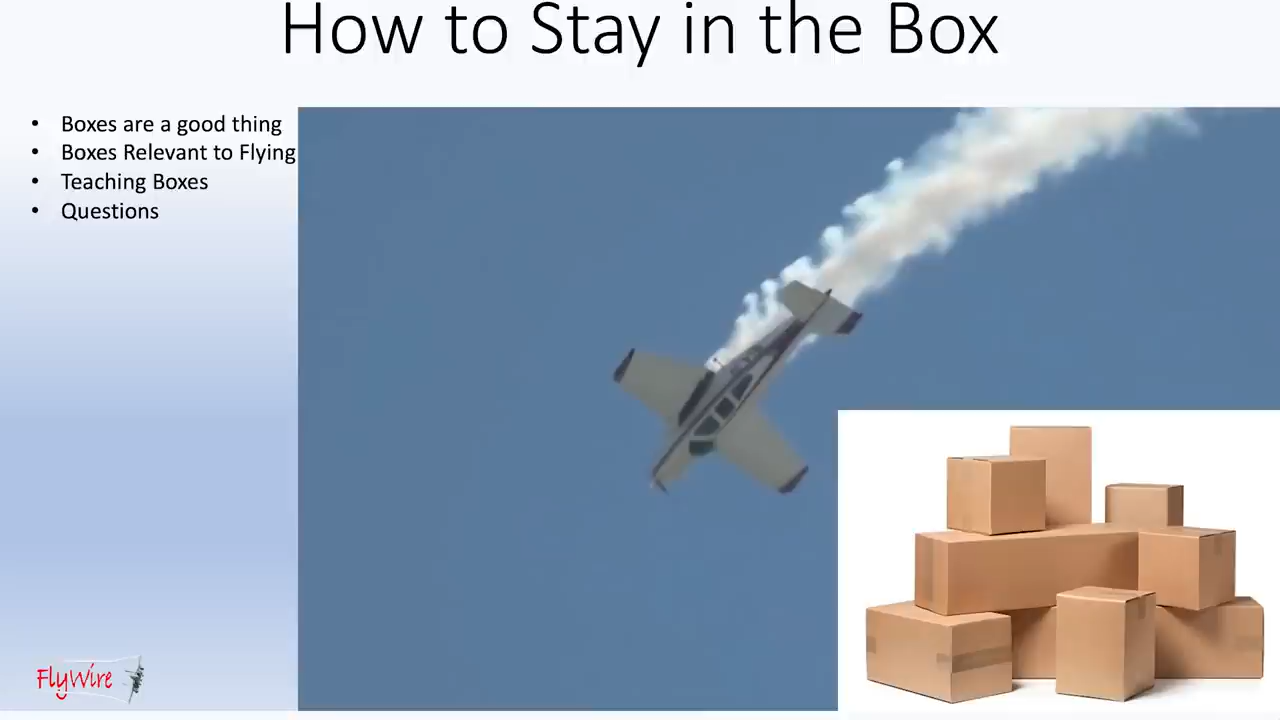 How to Stay in the Box
• Boxes are a good thing
• Boxes Relevant to Flying
• Teaching Boxes
• Questions
FlyWire